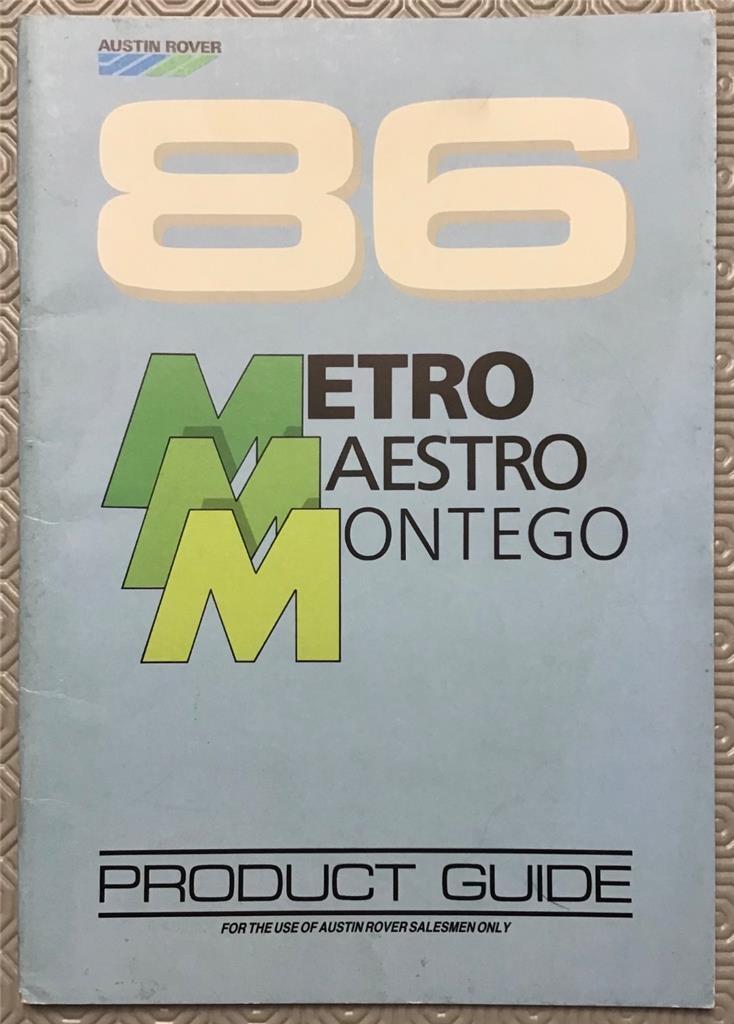 AUSTIN ROVER
86
METRO
MAESTRO
MONTEGO
PRODUCT GUIDE
FOR THE USE OF AUSTIN ROVER SALESMEN ONLY